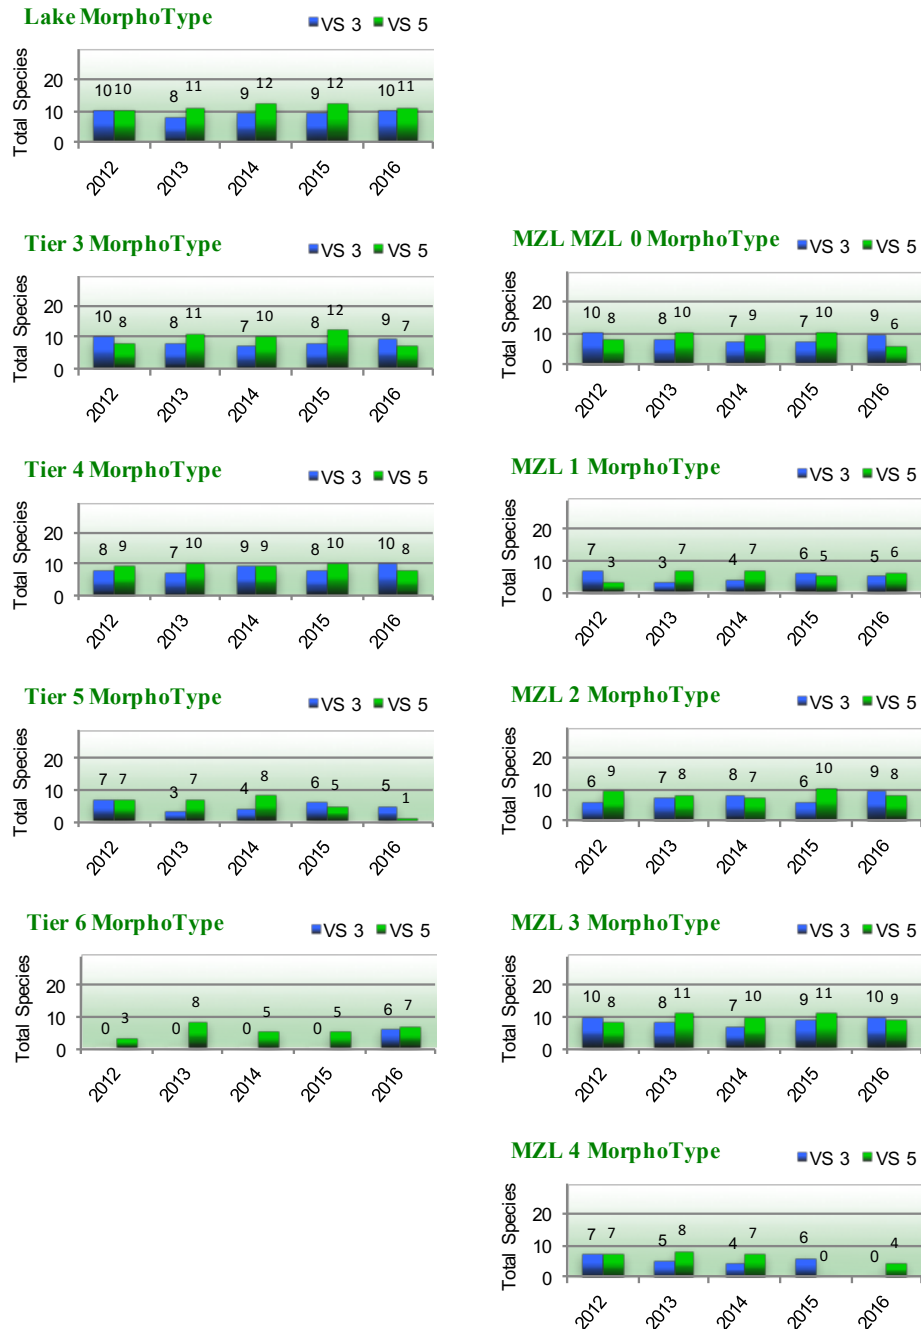 Lake MorphoType
VS 3 VS 5
Total Species
20
10
0
10 10 8 11 9 12 9 12 10 11
2012 2013 2014 2015 2016
Tier 3 MorphoType
VS 3 VS 5
Total Species
20
10
0
10 8 8 11 7 10 8 12 9 7
2012 2013 2014 2015 2016
MZL MZL 0 MorphoType
VS 3 VS 5
Total Species
20
10
0
10 8 8 10 7 9 7 10 9 6
2012 2013 2014 2015 2016
Tier 4 MorphoType
VS 3 VS 5
Total Species
20
10
0
8 9 7 10 9 9 8 10 10 8
2012 2013 2014 2015 2016
MZL 1 MorphoType
VS 3 VS 5
Total Species
20
10
0
7 3 3 7 4 7 6 5 5 6
2012 2013 2014 2015 2016
Tier 5 MorphoType
VS 3 VS 5
Total Species
20
10
0
7 7 3 7 4 8 6 5 5 1
2012 2013 2014 2015 2016
MZL 2 MorphoType
VS 3 VS 5
Total Species
20
10
0
6 9 7 8 8 7 6 10 9 8
2012 2013 2014 2015 2016
Tier 6 MorphoType
VS 3 VS 5
Total Species
20
10
0
0 3 0 8 0 5 0 5 6 7
2012 2013 2014 2015 2016
MZL 3 MorphoType
VS 3 VS 5
Total Species
20
10
0
10 8 8 11 7 10 9 11 10 9
2012 2013 2014 2015 2016
MZL 4 MorphoType
VS 3 VS 5
Total Species
20
10
0
7 7 5 8 4 7 6 0 0 4
2012 2013 2014 2015 2016